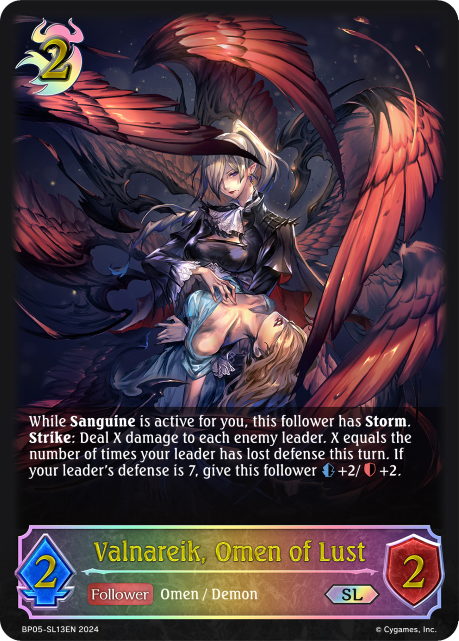 2
While Sanguine is active for you, this follower has Storm.
Strike: Deal X damage to each enemy leader. X equals the
number of times your leader has lost defense this turn. If
your leader's defense is 7, give this follower +2/ +2.
Valnareik, Omen of Lust
2
Follower Omen / Demon SL
2
BP05-SL13EN 2024 © Cygames, Inc.